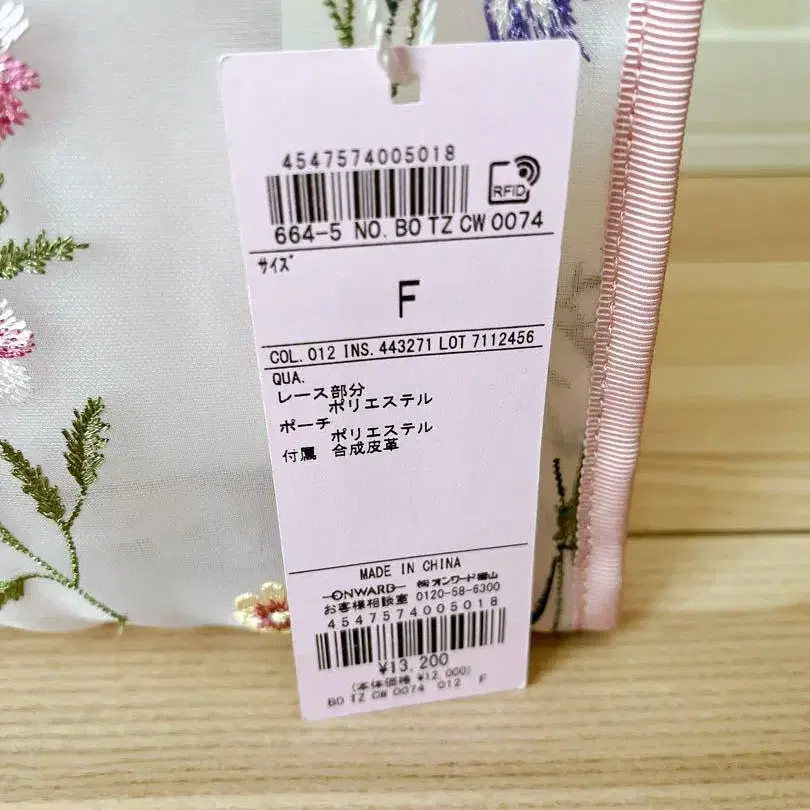 4547574005018
RFID
664-5 NO. BO TZ CW 0074
サイズ
F
COL. 012 INS. 443271 LOT 7112456
QUA.
レース部分
ポリエステル
ポーチ
ポリエステル
付属 合成皮革
MADE IN CHINA
ONWARD ㈱オンワード樫山
お客様相談室 0120-58-6300
4547574005018
¥13,200
(本体価格 ¥12,000)
BO TZ CW 0074 012 F